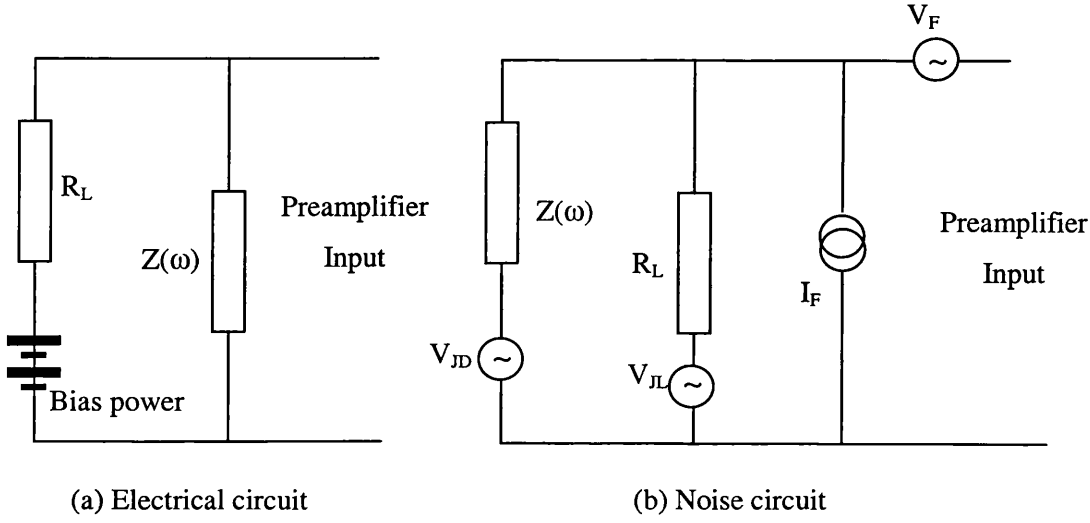 V_F
R_L
Z(ω)
Preamplifier
Input
Bias power
Z(ω)
R_L
Preamplifier
Input
I_F
V_JD
~
V_JL
~
~
(a) Electrical circuit
(b) Noise circuit